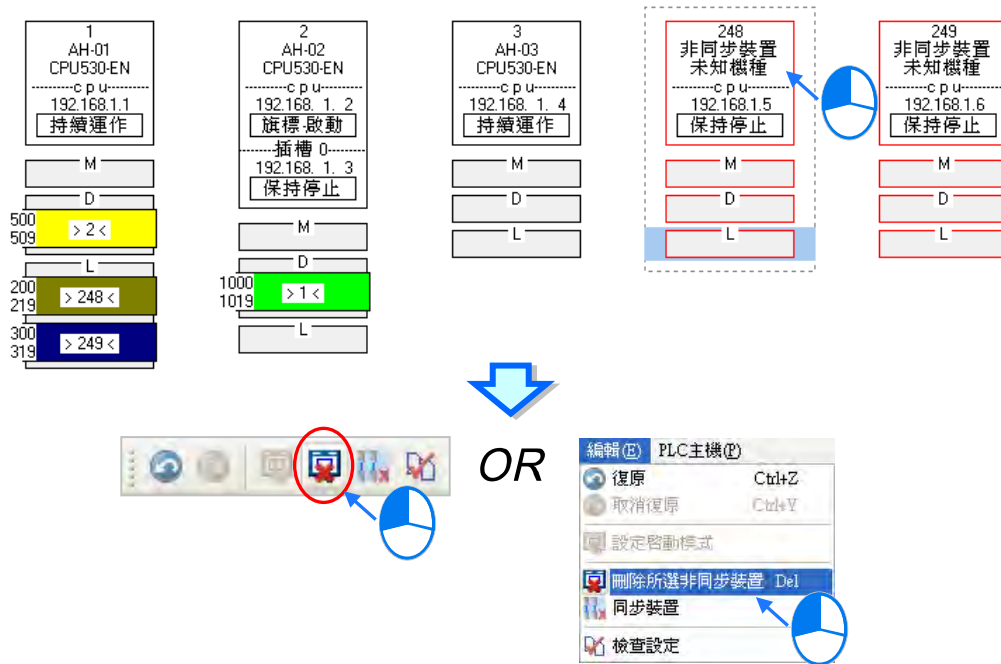 1
AH-01
CPU530-EN
--------c p u--------
192.168.1.1
持續運作
M
D
500
509
> 2 <
L
200
219
> 248 <
300
319
> 249 <
2
AH-02
CPU530-EN
--------c p u--------
192.168. 1. 2
旗標-啟動
------插槽 0------
192.168. 1. 3
保持停止
M
D
1000
1019
> 1 <
L
3
AH-03
CPU530-EN
--------c p u--------
192.168. 1. 4
持續運作
M
D
L
248
非同步裝置
未知機種
--------c p u--------
192.168.1.5
保持停止
M
D
L
249
非同步裝置
未知機種
--------c p u--------
192.168.1.6
保持停止
M
D
L
OR
編輯(E) PLC主機(P)
復原 Ctrl+Z
取消復原 Ctrl+Y
設定啓動模式
刪除所選非同步裝置 Del
同步裝置
檢查設定